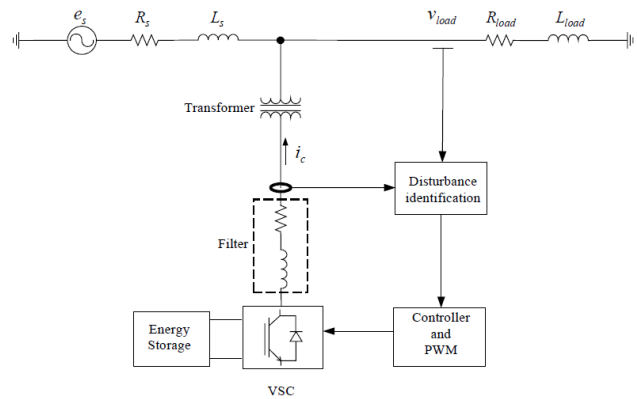 e_s
R_s
L_s
v_load
R_load
L_load
Transformer
i_c
Disturbance
identification
Filter
Energy
Storage
Controller
and
PWM
VSC